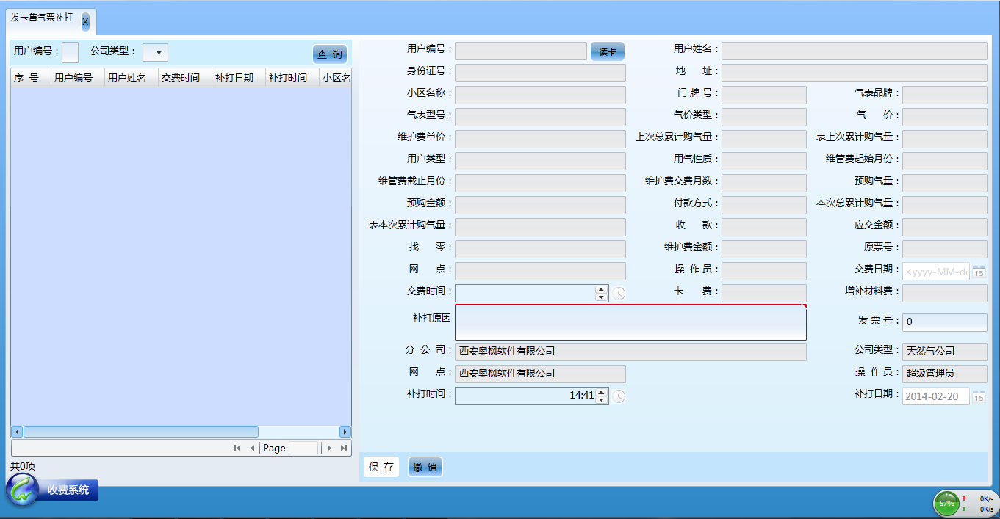 发卡售气票补打 X
用户编号： 公司类型： 查 询
序 号 用户编号 用户姓名 交费时间 补打日期 补打时间 小区名
Page
共0项
收费系统
用户编号： 读卡 用户姓名：
身份证号： 地 址：
小区名称： 门 牌 号： 气表品牌：
气表型号： 气价类型： 气 价：
维护费单价： 上次总累计购气量： 表上次累计购气量：
用户类型： 用气性质： 维管费起始月份：
维管费截止月份： 维护费交费月数： 预购气量：
预购金额： 付款方式： 本次总累计购气量：
表本次累计购气量： 收 款： 应交金额：
找 零： 维护费金额： 原票号：
网 点： 操 作 员： 交费日期： <yyyy-MM-d 15
交费时间： 卡 费： 增补材料费：
补打原因 发 票 号： 0
分 公 司： 西安奥枫软件有限公司 公司类型： 天然气公司
网 点： 西安奥枫软件有限公司 操 作 员： 超级管理员
补打时间： 14:41 补打日期： 2014-02-20 15
保 存 撤 销
57% 0K/s
0K/s